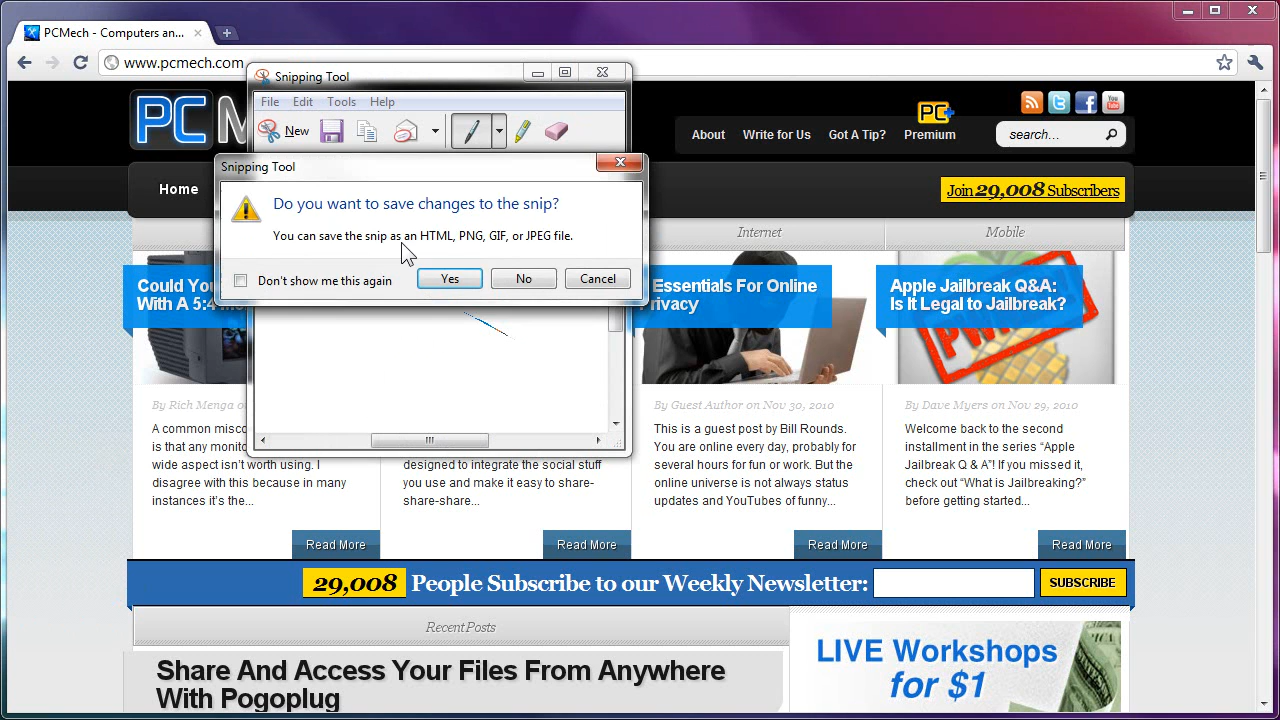 PCMech - Computers an...
www.pcmech.com
Snipping Tool
File Edit Tools Help
New
PC M
About Write for Us Got A Tip? Premium
PC+
search...
Snipping Tool
Home
Join 29,008 Subscribers
Do you want to save changes to the snip?
You can save the snip as an HTML, PNG, GIF, or JPEG file.
Don't show me this again
Yes No Cancel
Internet Mobile
Could You
With A 5:4
Essentials For Online
Privacy
Apple Jailbreak Q&A:
Is It Legal to Jailbreak?
By Rich Menga
By Guest Author on Nov 30, 2010
By Dave Myers on Nov 29, 2010
A common misco
is that any monito
wide aspect isn't worth using. I
disagree with this because in many
instances it's the...
designed to integrate the social stuff
you use and make it easy to share-
share-share...
This is a guest post by Bill Rounds.
You are online every day, probably for
several hours for fun or work. But the
online universe is not always status
updates and YouTubes of funny...
Welcome back to the second
installment in the series “Apple
Jailbreak Q & A”! If you missed it,
check out “What is Jailbreaking?”
before getting started...
Read More Read More Read More Read More
29,008 People Subscribe to our Weekly Newsletter: SUBSCRIBE
Recent Posts
Share And Access Your Files From Anywhere
With Pogoplug
LIVE Workshops
for $1